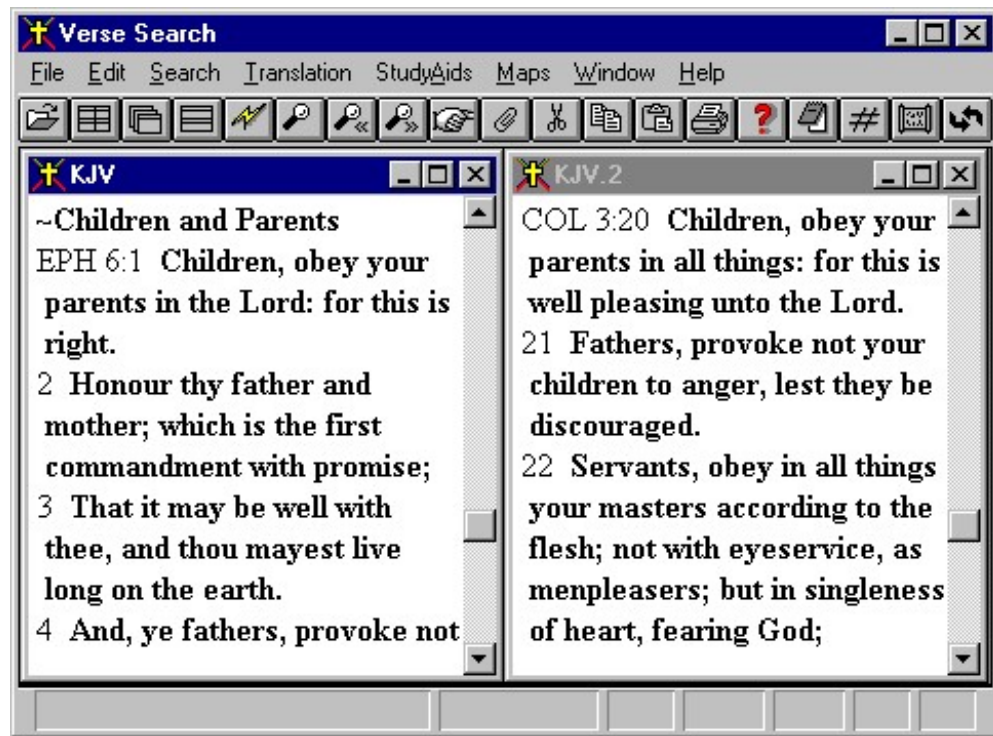 Verse Search
File Edit Search Translation StudyAids Maps Window Help
KJV
~Children and Parents
EPH 6:1 Children, obey your
parents in the Lord: for this is
right.
2 Honour thy father and
mother; which is the first
commandment with promise;
3 That it may be well with
thee, and thou mayest live
long on the earth.
4 And, ye fathers, provoke not
KJV.2
COL 3:20 Children, obey your
parents in all things: for this is
well pleasing unto the Lord.
21 Fathers, provoke not your
children to anger, lest they be
discouraged.
22 Servants, obey in all things
your masters according to the
flesh; not with eyeservice, as
menpleasers; but in singleness
of heart, fearing God;